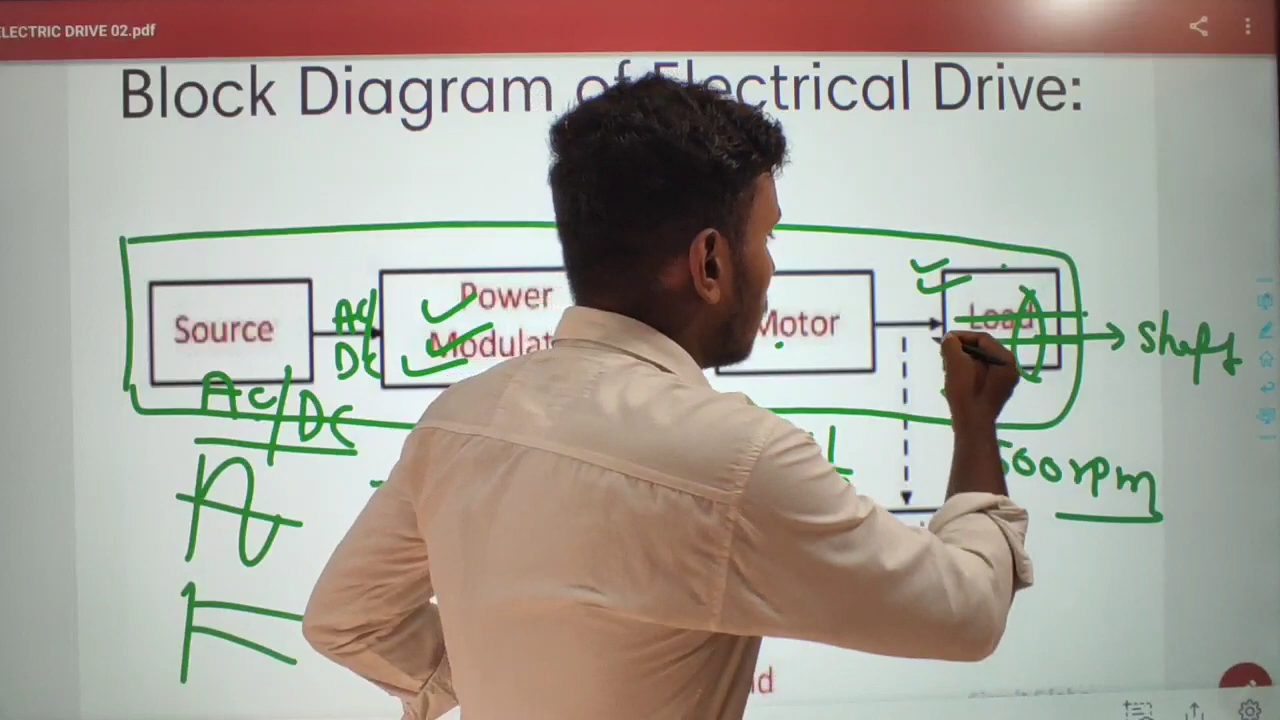 ELECTRIC DRIVE 02.pdf
Block Diagram of Electrical Drive:
Source
AC/
DC
Power
Modulat
Motor
Load
Shaft
AC/DC
500rpm